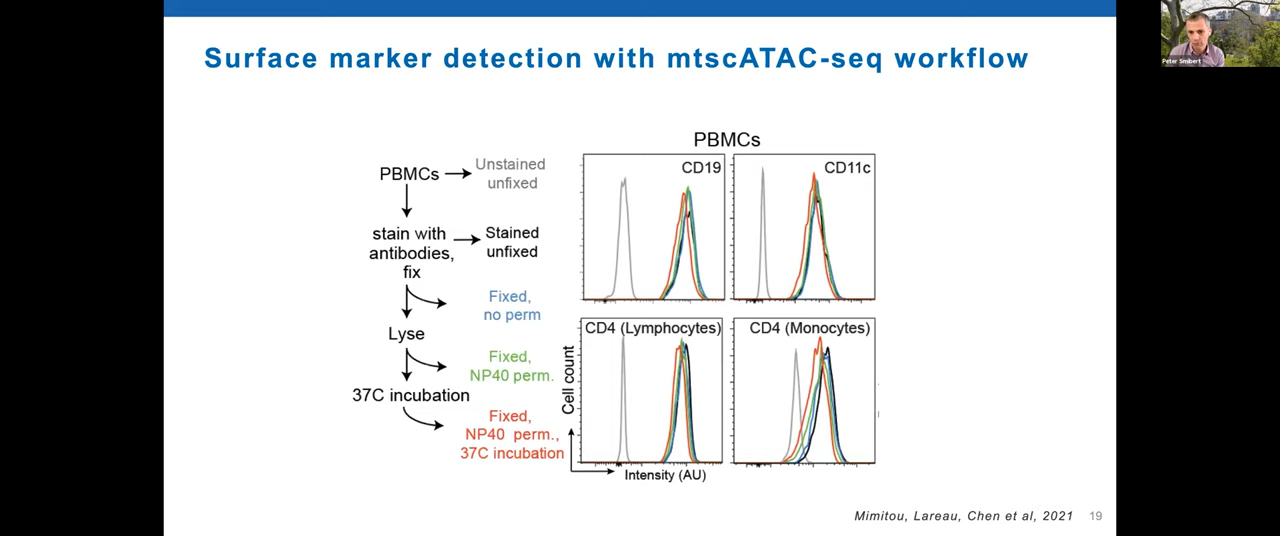 Surface marker detection with mtscATAC-seq workflow
Peter Smibert
PBMCs
Unstained
unfixed
stain with
antibodies,
fix
Stained
unfixed
Fixed,
no perm
Lyse
Fixed,
NP40 perm.
37C incubation
Fixed,
NP40 perm.,
37C incubation
PBMCs
CD19
CD11c
CD4 (Lymphocytes)
CD4 (Monocytes)
Cell count
Intensity (AU)
Mimitou, Lareau, Chen et al, 2021
19